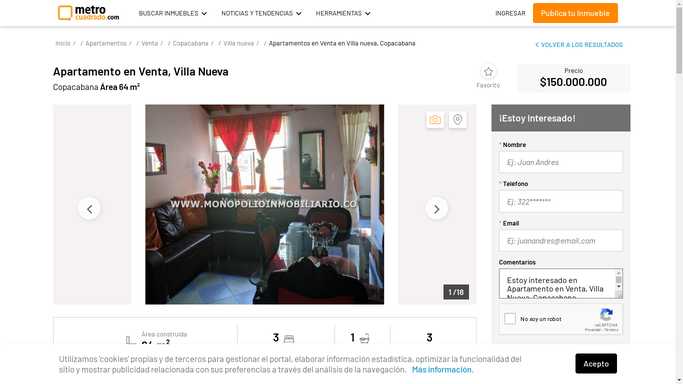 metro
cuadrado.com
BUSCAR INMUEBLES
NOTICIAS Y TENDENCIAS
HERRAMIENTAS
INGRESAR
Publica tu Inmueble
Inicio / / Apartamentos / / Venta / / Copacabana / / Villa nueva / / Apartamentos en Venta en Villa nueva, Copacabana
VOLVER A LOS RESULTADOS
Apartamento en Venta, Villa Nueva
Copacabana Área 64 m²
Favorito
Precio
$150.000.000
WWW.MONOPOLIOINMOBILIARIO.CO
1 /16
¡Estoy Interesado!
* Nombre
Ej: Juan Andres
* Telefono
Ej: 322*******
* Email
Ej: juanandres@email.com
Comentarios
Estoy interesado en
Apartamento en Venta, Villa
Nueva, Copacabana
No soy un robot
reCAPTCHA
Privacidad - Términos
Área construida
64 m²
3
1
3
Utilizamos 'cookies' propias y de terceros para gestionar el portal, elaborar información estadística, optimizar la funcionalidad del
sitio y mostrar publicidad relacionada con sus preferencias a través del análisis de la navegación. Más información.
Acepto